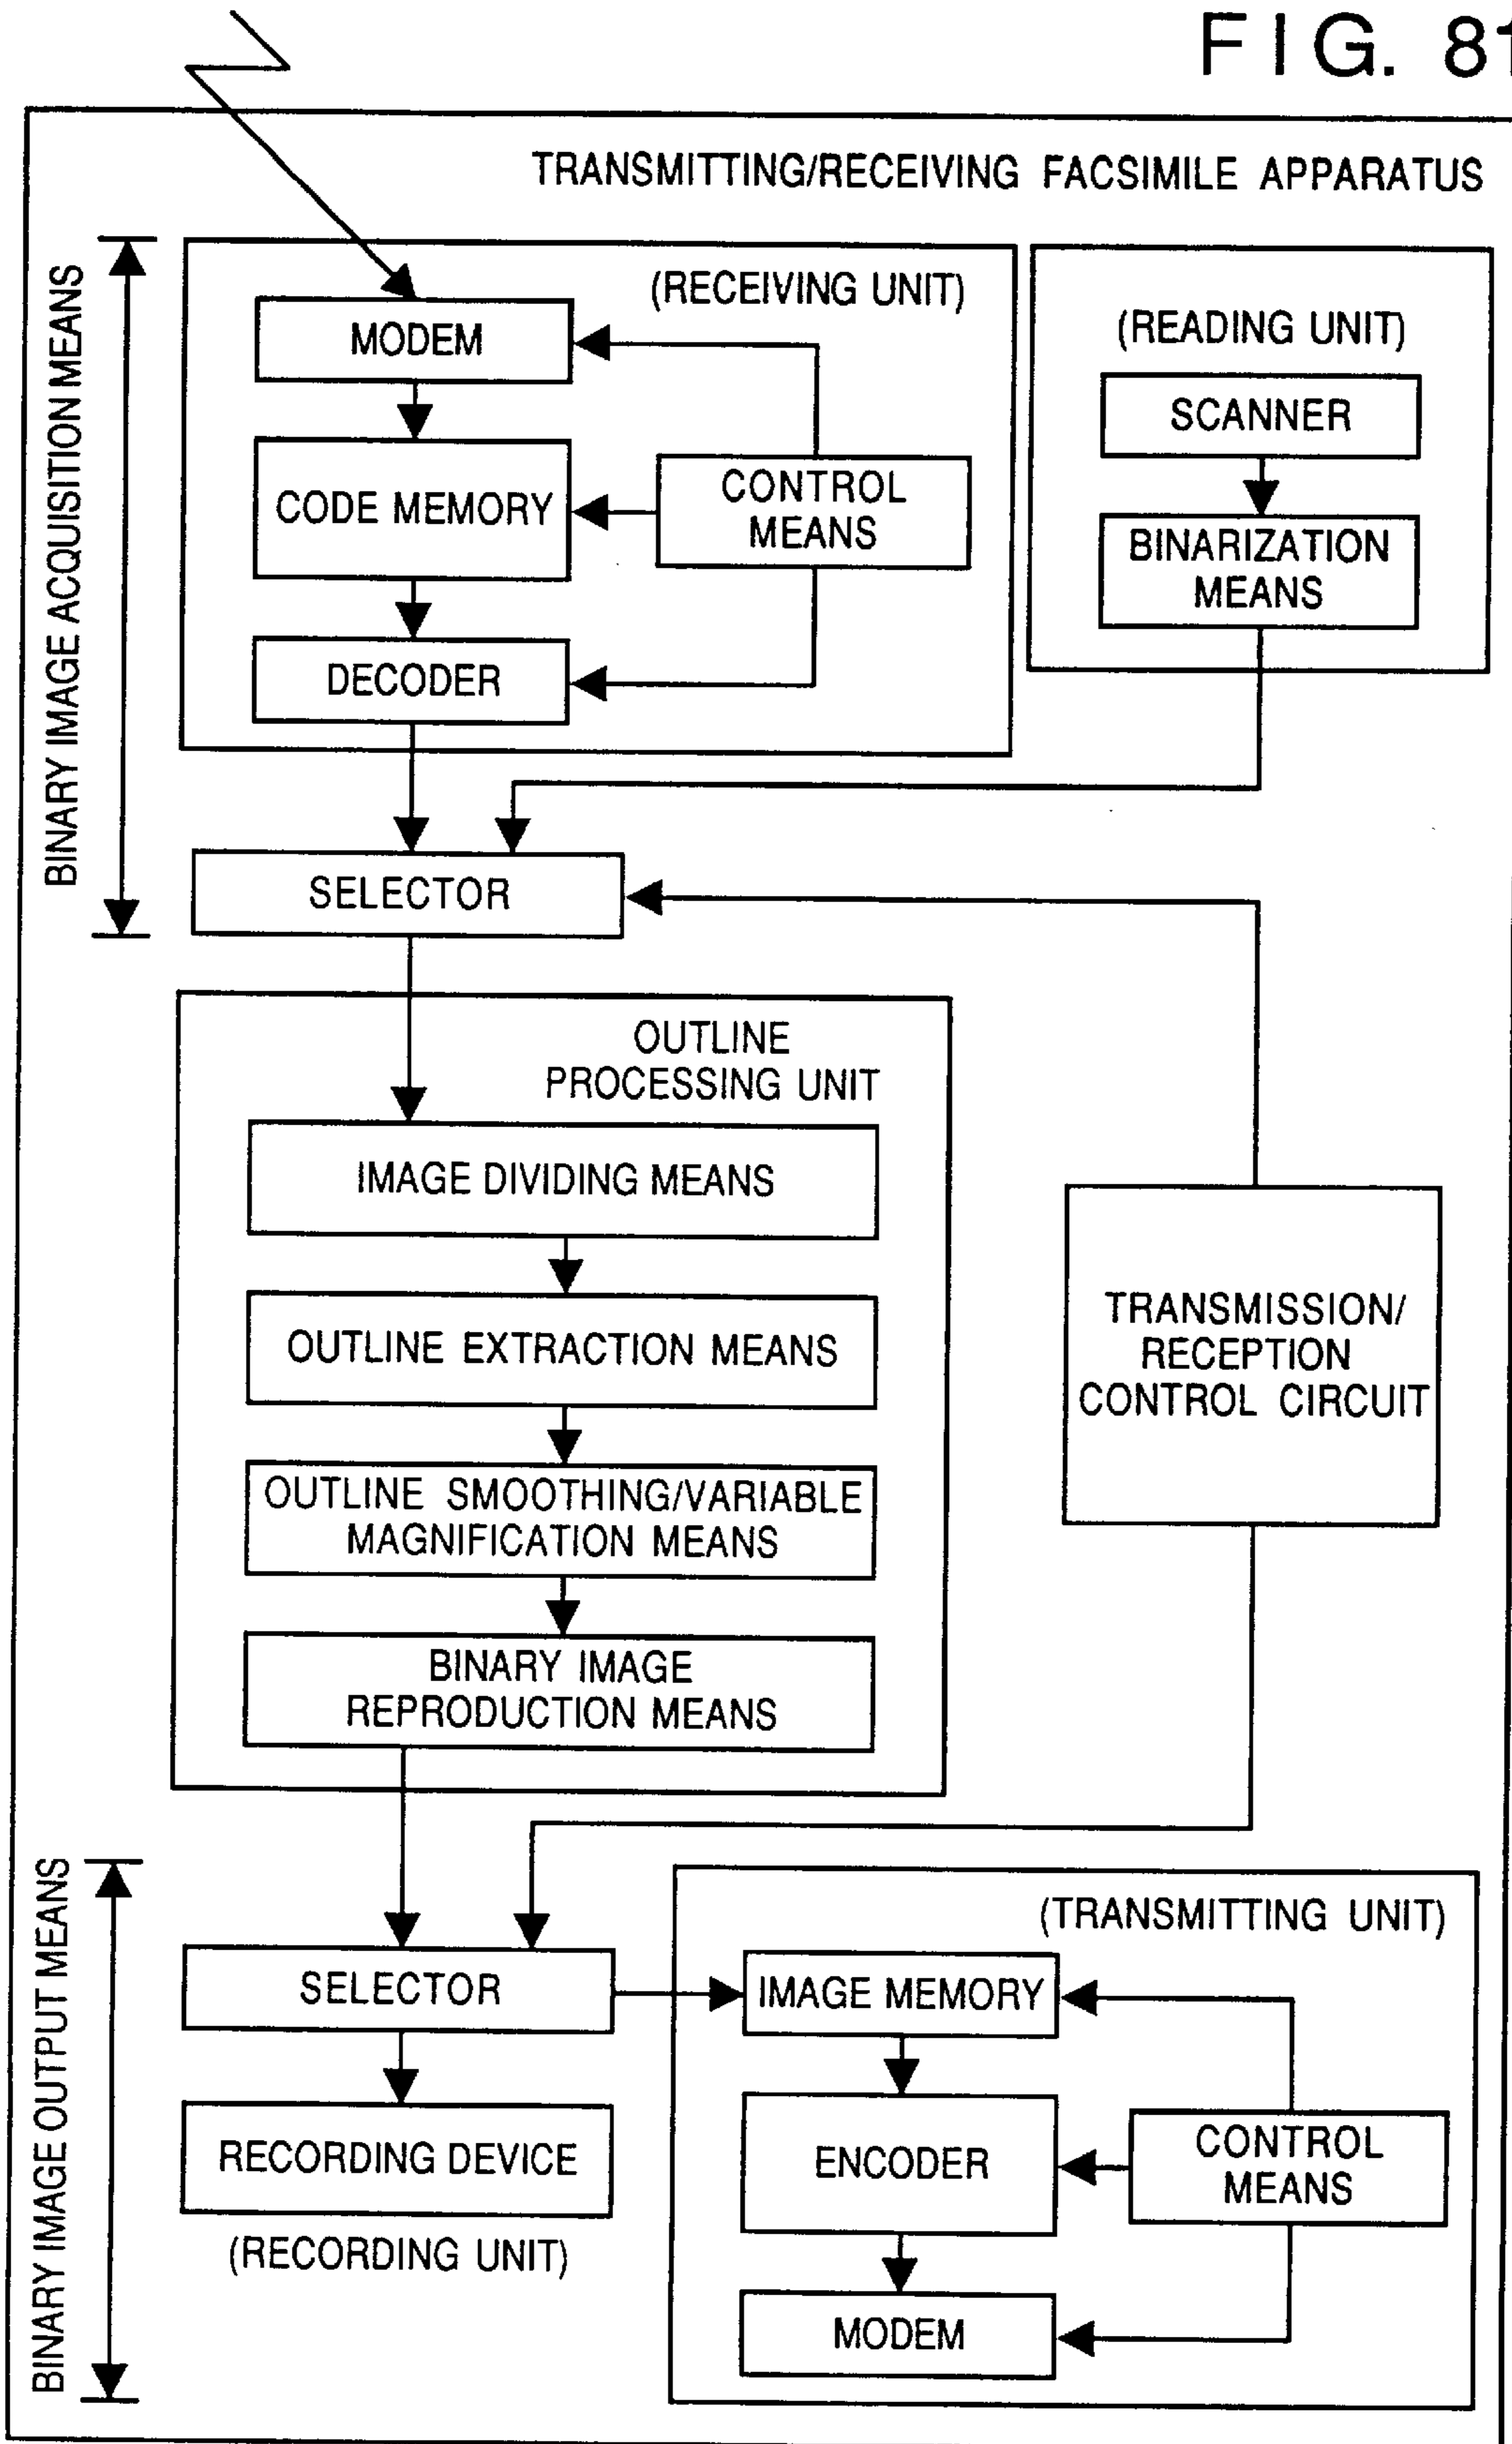 FIG. 81
TRANSMITTING/RECEIVING FACSIMILE APPARATUS
BINARY IMAGE ACQUISITION MEANS
(RECEIVING UNIT)
MODEM
CODE MEMORY
CONTROL
MEANS
DECODER
(READING UNIT)
SCANNER
BINARIZATION
MEANS
SELECTOR
OUTLINE
PROCESSING UNIT
IMAGE DIVIDING MEANS
OUTLINE EXTRACTION MEANS
OUTLINE SMOOTHING/VARIABLE
MAGNIFICATION MEANS
BINARY IMAGE
REPRODUCTION MEANS
TRANSMISSION/
RECEPTION
CONTROL CIRCUIT
BINARY IMAGE OUTPUT MEANS
SELECTOR
RECORDING DEVICE
(RECORDING UNIT)
(TRANSMITTING UNIT)
IMAGE MEMORY
ENCODER
CONTROL
MEANS
MODEM